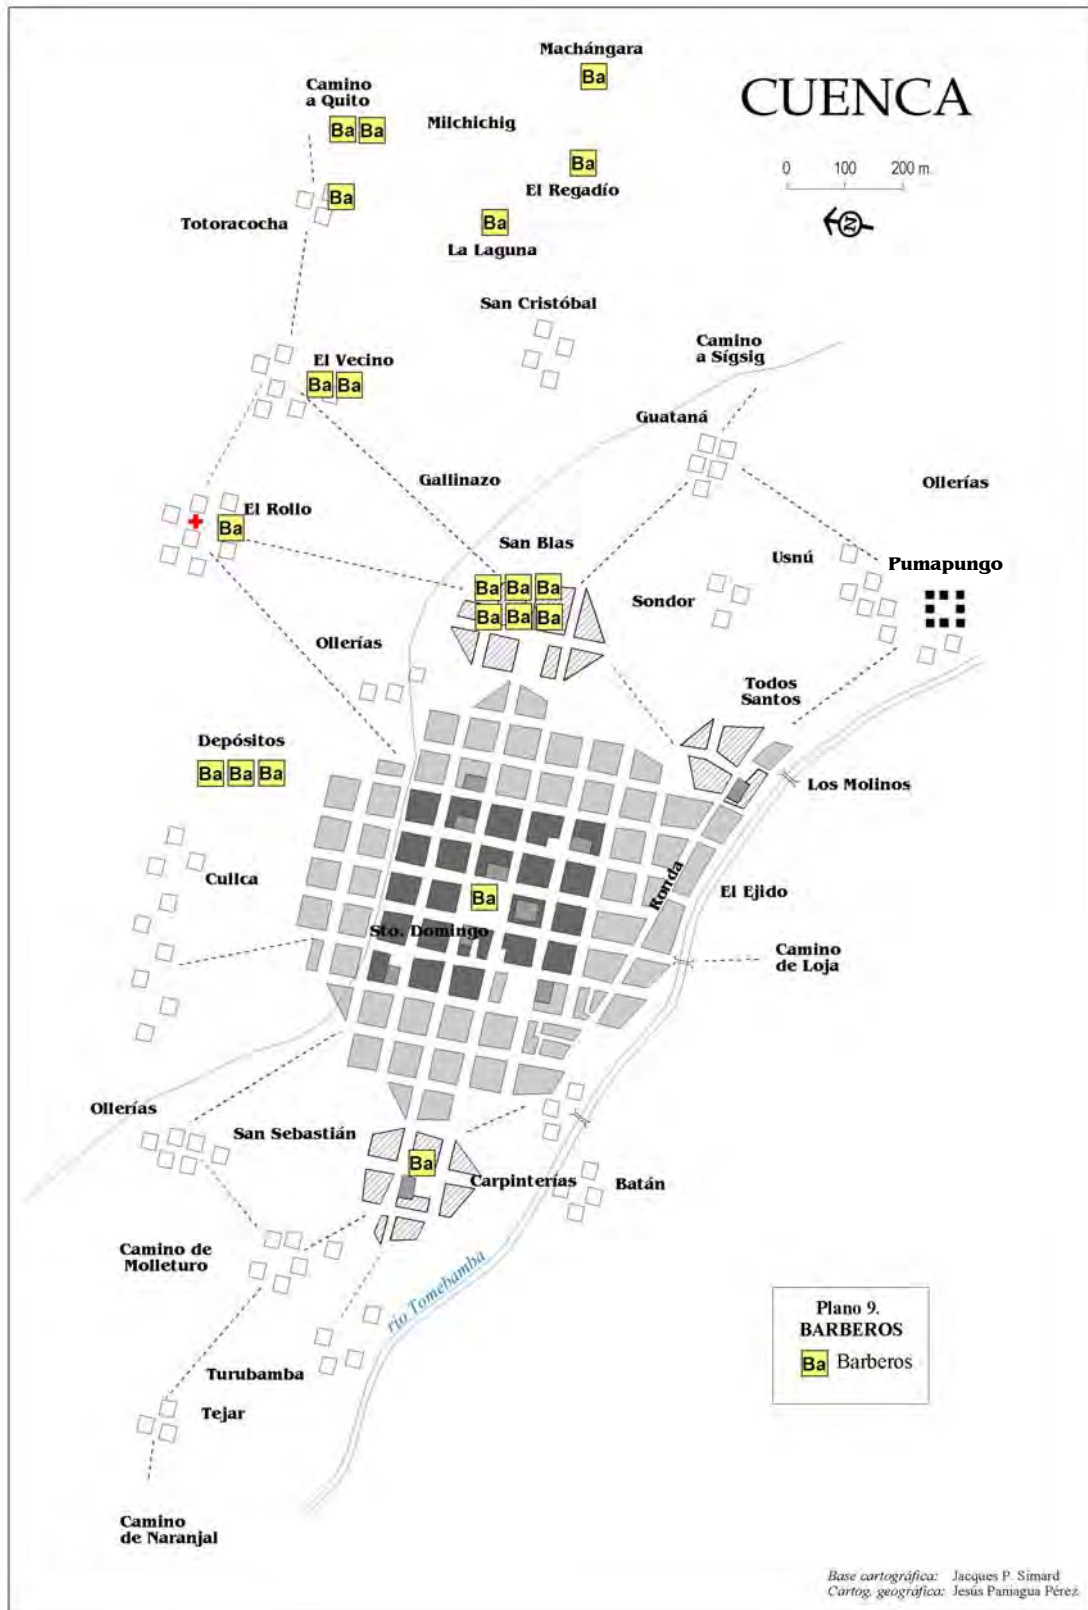 CUENCA
0 100 200 m.
N
Machángara
Ba
Camino
a Quito
Ba Ba
Milchichig
Ba
El Regadío
Ba
Totoracocha
Ba
La Laguna
San Cristóbal
El Vecino
Ba Ba
Camino
a Sígsig
Guataná
Gallinazo
Ollerías
El Rollo
Ba
San Blas
Ba Ba Ba
Ba Ba Ba
Usnú
Pumapungo
Sondor
Ollerías
Todos
Santos
Depósitos
Ba Ba Ba
Los Molinos
Cullca
Ronda
El Ejido
Ba
Sto. Domingo
Camino
de Loja
Ollerías
San Sebastián
Ba
Carpinterías
Batán
Camino de
Molleturo
río Tomebamba
Turubamba
Tejar
Camino
de Naranjal
Plano 9.
BARBEROS
Ba Barberos
Base cartográfica: Jacques P. Simard
Cartog. geográfica: Jesús Paniagua Pérez